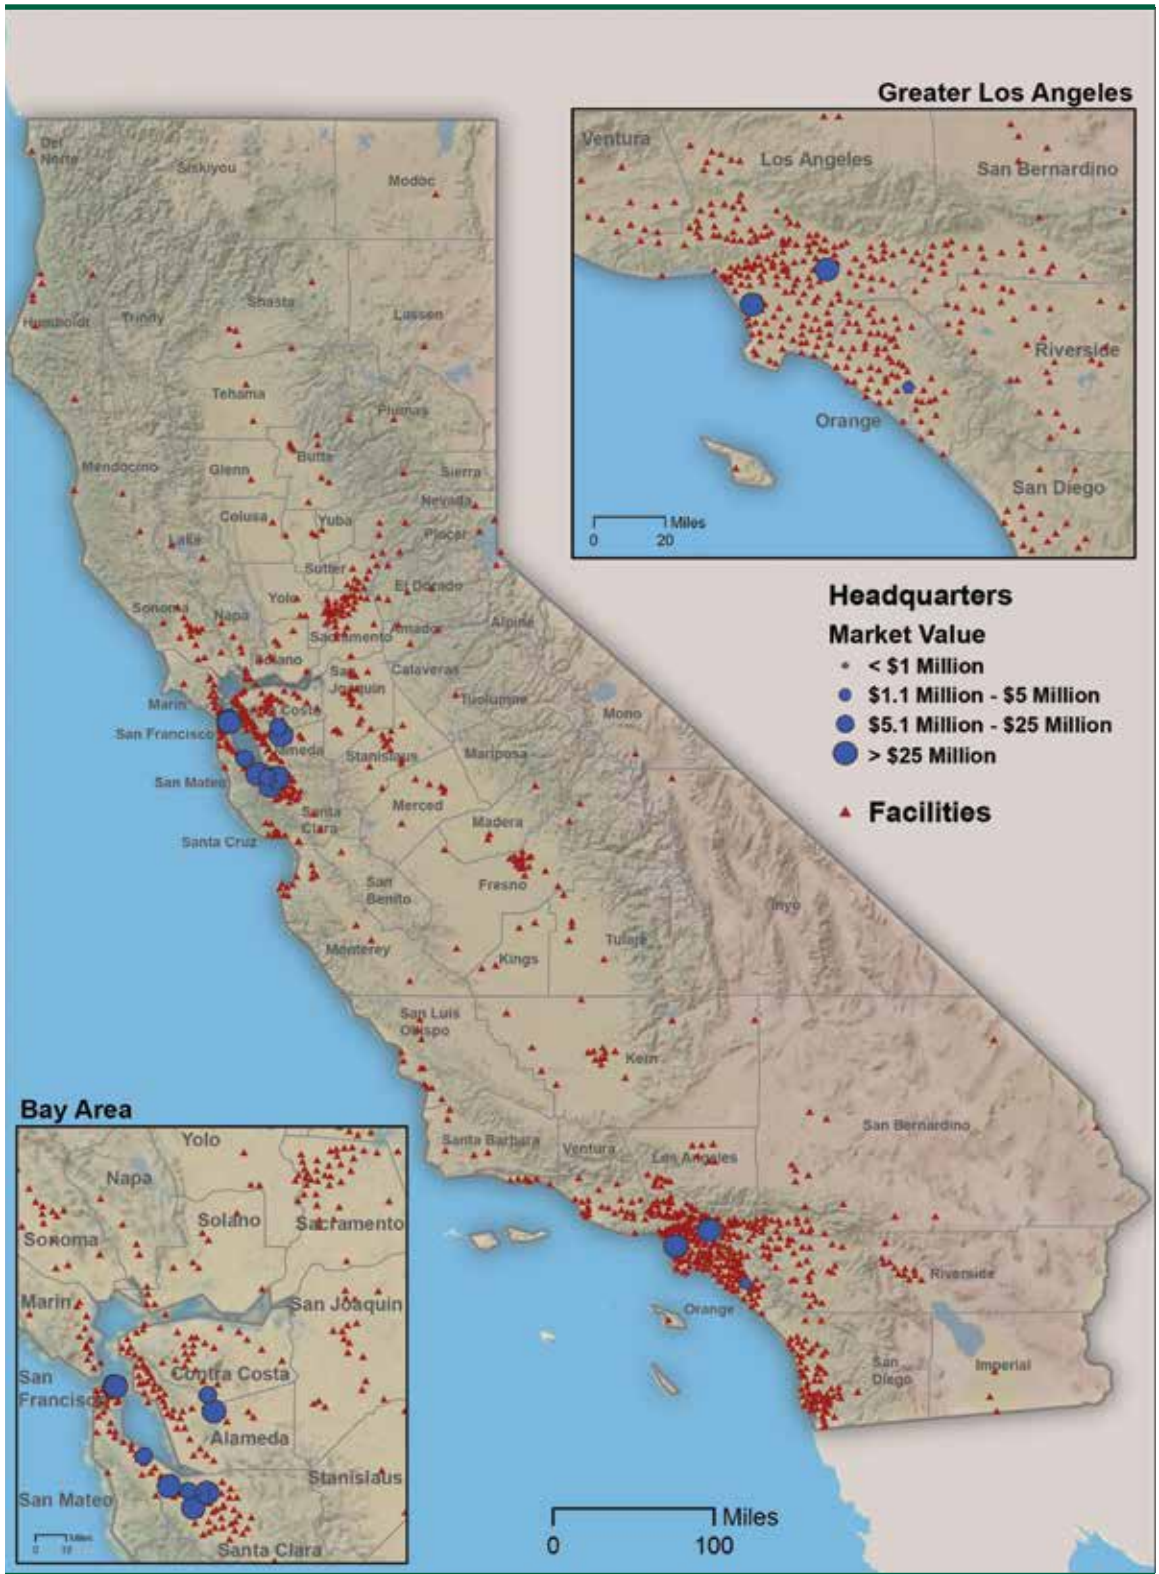 Greater Los Angeles
Ventura
Los Angeles
San Bernardino
Riverside
Orange
San Diego
Miles
0 20
Del
Norte
Siskiyou
Modoc
Humboldt
Trinity
Shasta
Lassen
Tehama
Plumas
Mendocino
Glenn
Butte
Sierra
Nevada
Colusa
Yuba
Placer
Lake
Sutter
Yolo
El Dorado
Sonoma
Napa
Sacramento
Amador
Alpine
Solano
San
Joaquin
Calaveras
Marin
Costa
Tuolumne
Mono
San Francisco
Alameda
Stanislaus
Mariposa
San Mateo
Merced
Santa
Clara
Madera
Santa Cruz
San
Benito
Fresno
Inyo
Monterey
Kings
Tulare
San Luis
Obispo
Kern
San Bernardino
Santa Barbara
Ventura
Los Angeles
Riverside
Orange
San
Diego
Imperial
Headquarters
Market Value
< $1 Million
$1.1 Million - $5 Million
$5.1 Million - $25 Million
> $25 Million
Facilities
Bay Area
Yolo
Napa
Solano
Sacramento
Sonoma
Marin
San Joaquin
Contra Costa
San
Francisco
Alameda
Stanislaus
San Mateo
Miles
0 10
Santa Clara
Miles
0 100